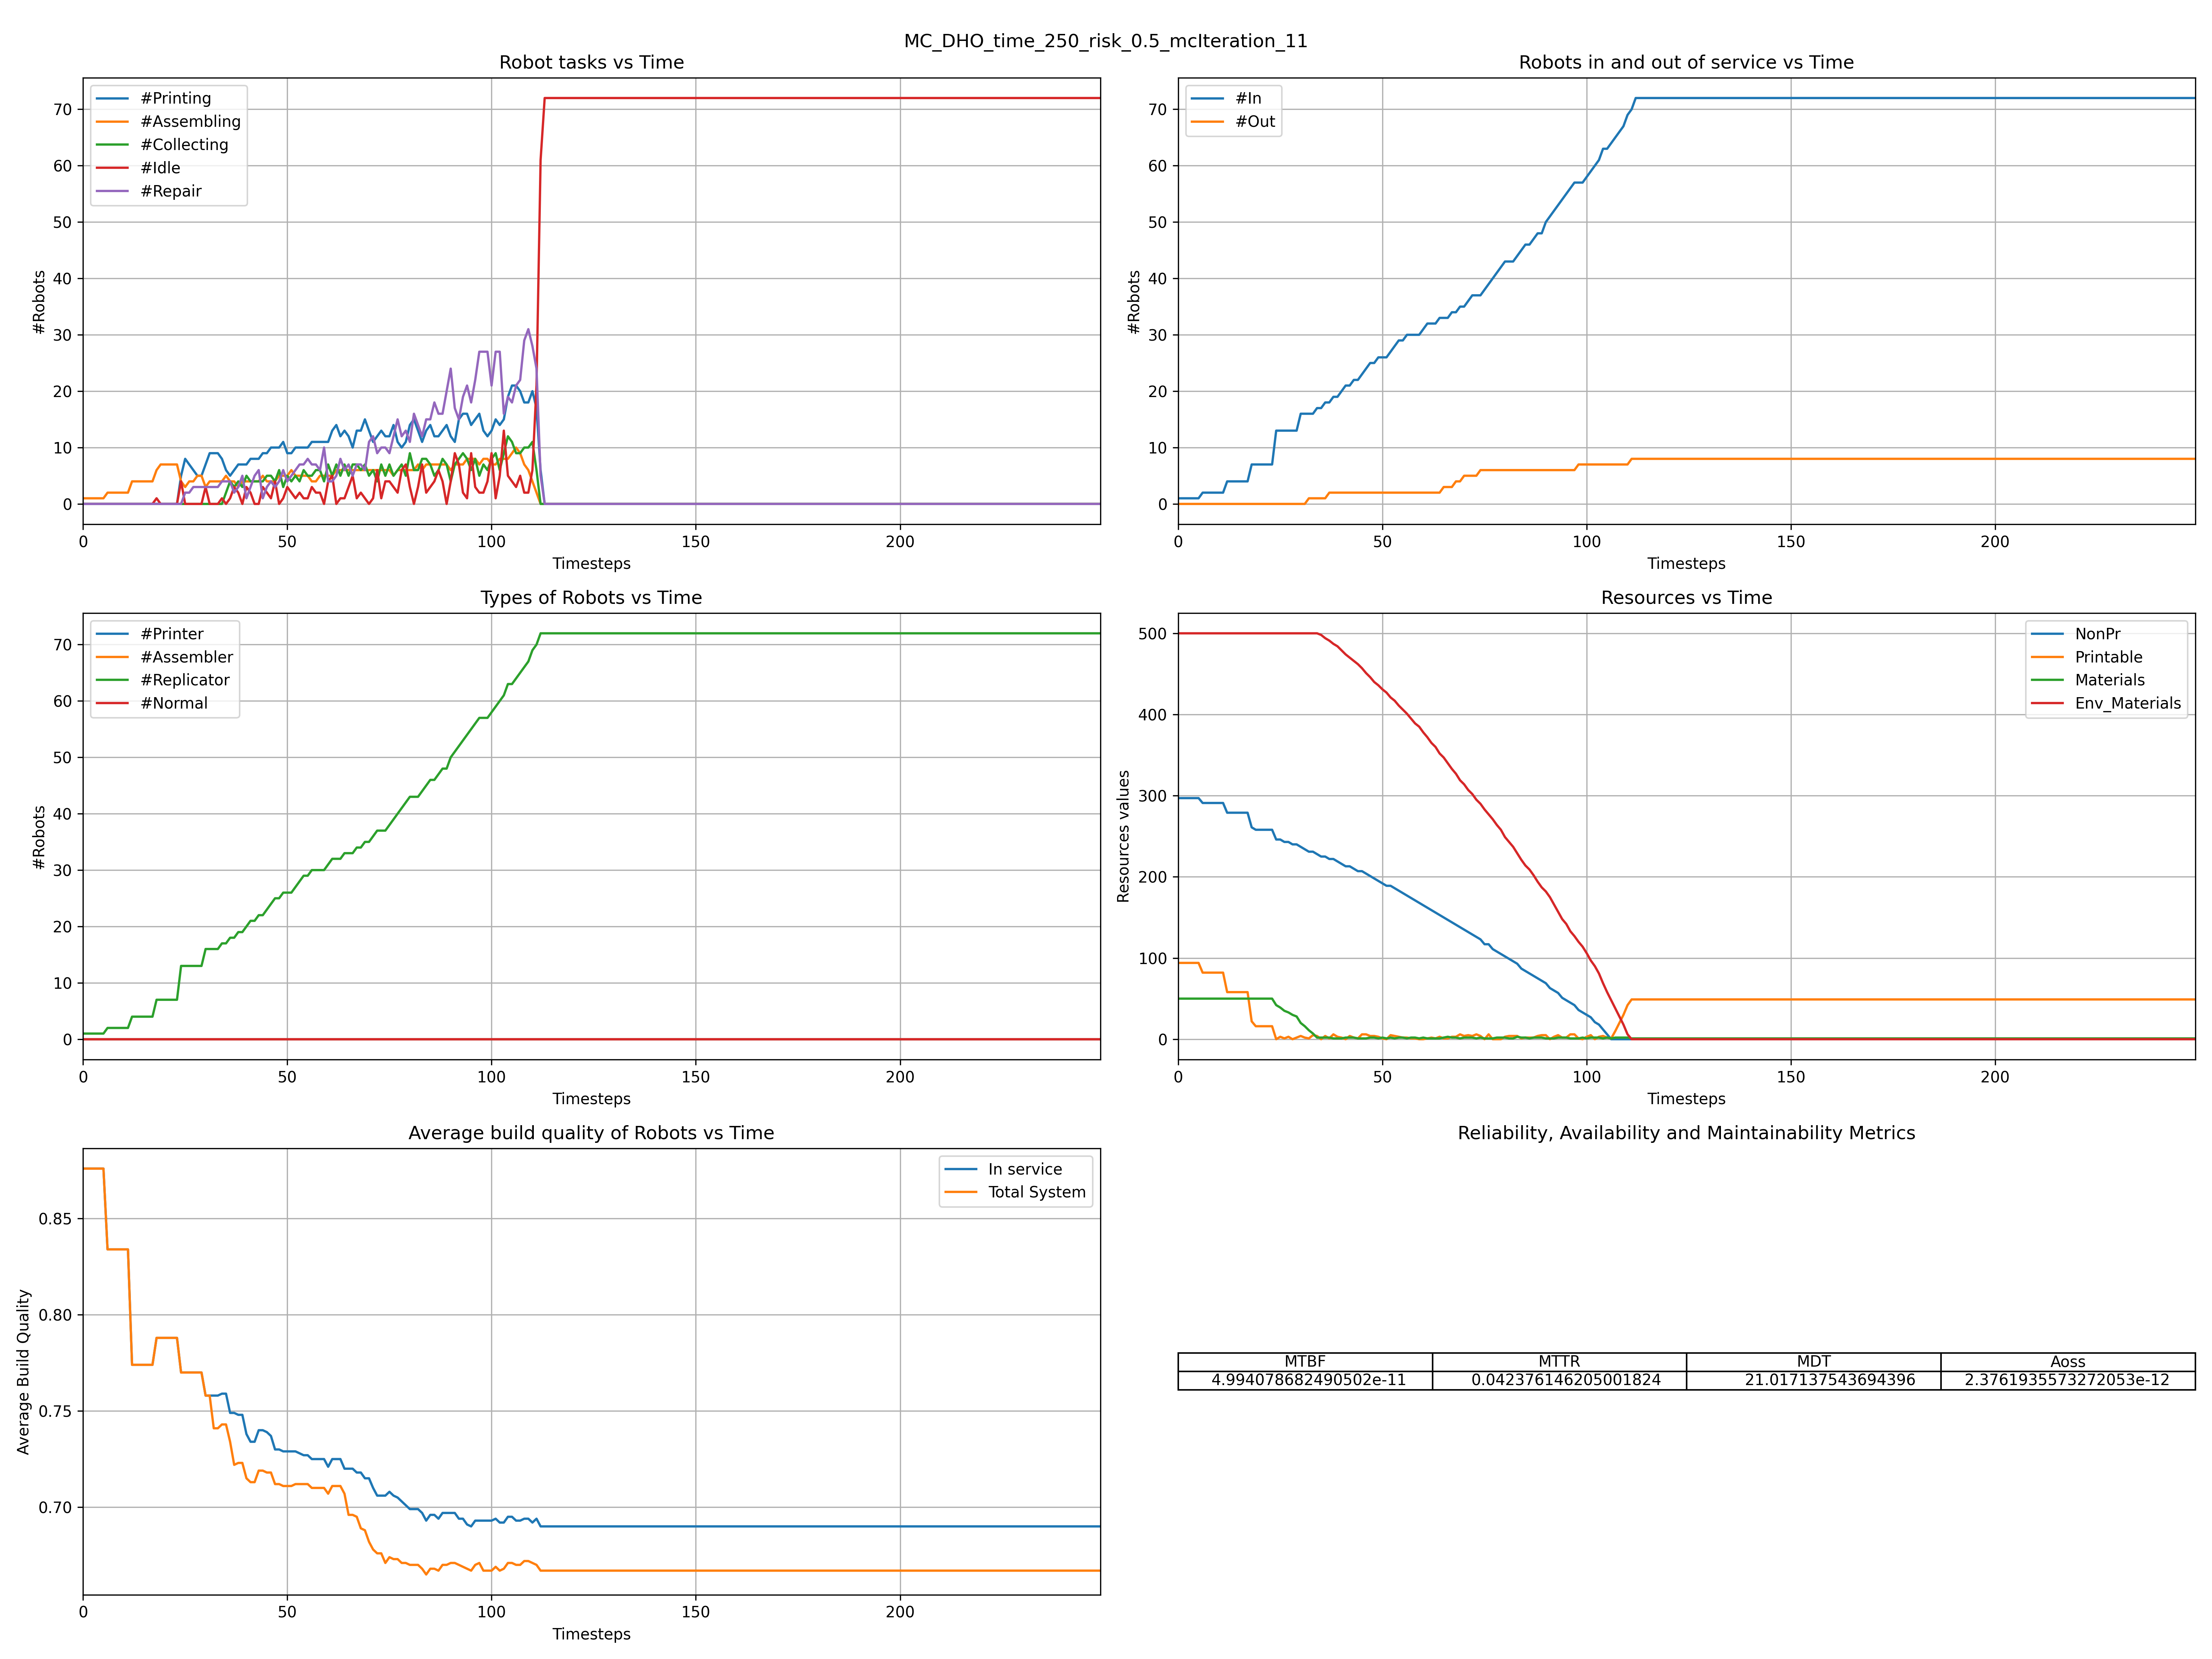 MC_DHO_time_250_risk_0.5_mcIteration_11
Robot tasks vs Time
#Robots
70
60
50
40
30
20
10
0
#Printing
#Assembling
#Collecting
#Idle
#Repair
0 50 100 150 200
Timesteps
Robots in and out of service vs Time
#Robots
70
60
50
40
30
20
10
0
#In
#Out
0 50 100 150 200
Timesteps
Types of Robots vs Time
#Robots
70
60
50
40
30
20
10
0
#Printer
#Assembler
#Replicator
#Normal
0 50 100 150 200
Timesteps
Resources vs Time
Resources values
500
400
300
200
100
0
NonPr
Printable
Materials
Env_Materials
0 50 100 150 200
Timesteps
Average build quality of Robots vs Time
Average Build Quality
0.85
0.80
0.75
0.70
In service
Total System
0 50 100 150 200
Timesteps
Reliability, Availability and Maintainability Metrics
MTBF MTTR MDT Aoss
4.994078682490502e-11 0.042376146205001824 21.017137543694396 2.3761935573272053e-12